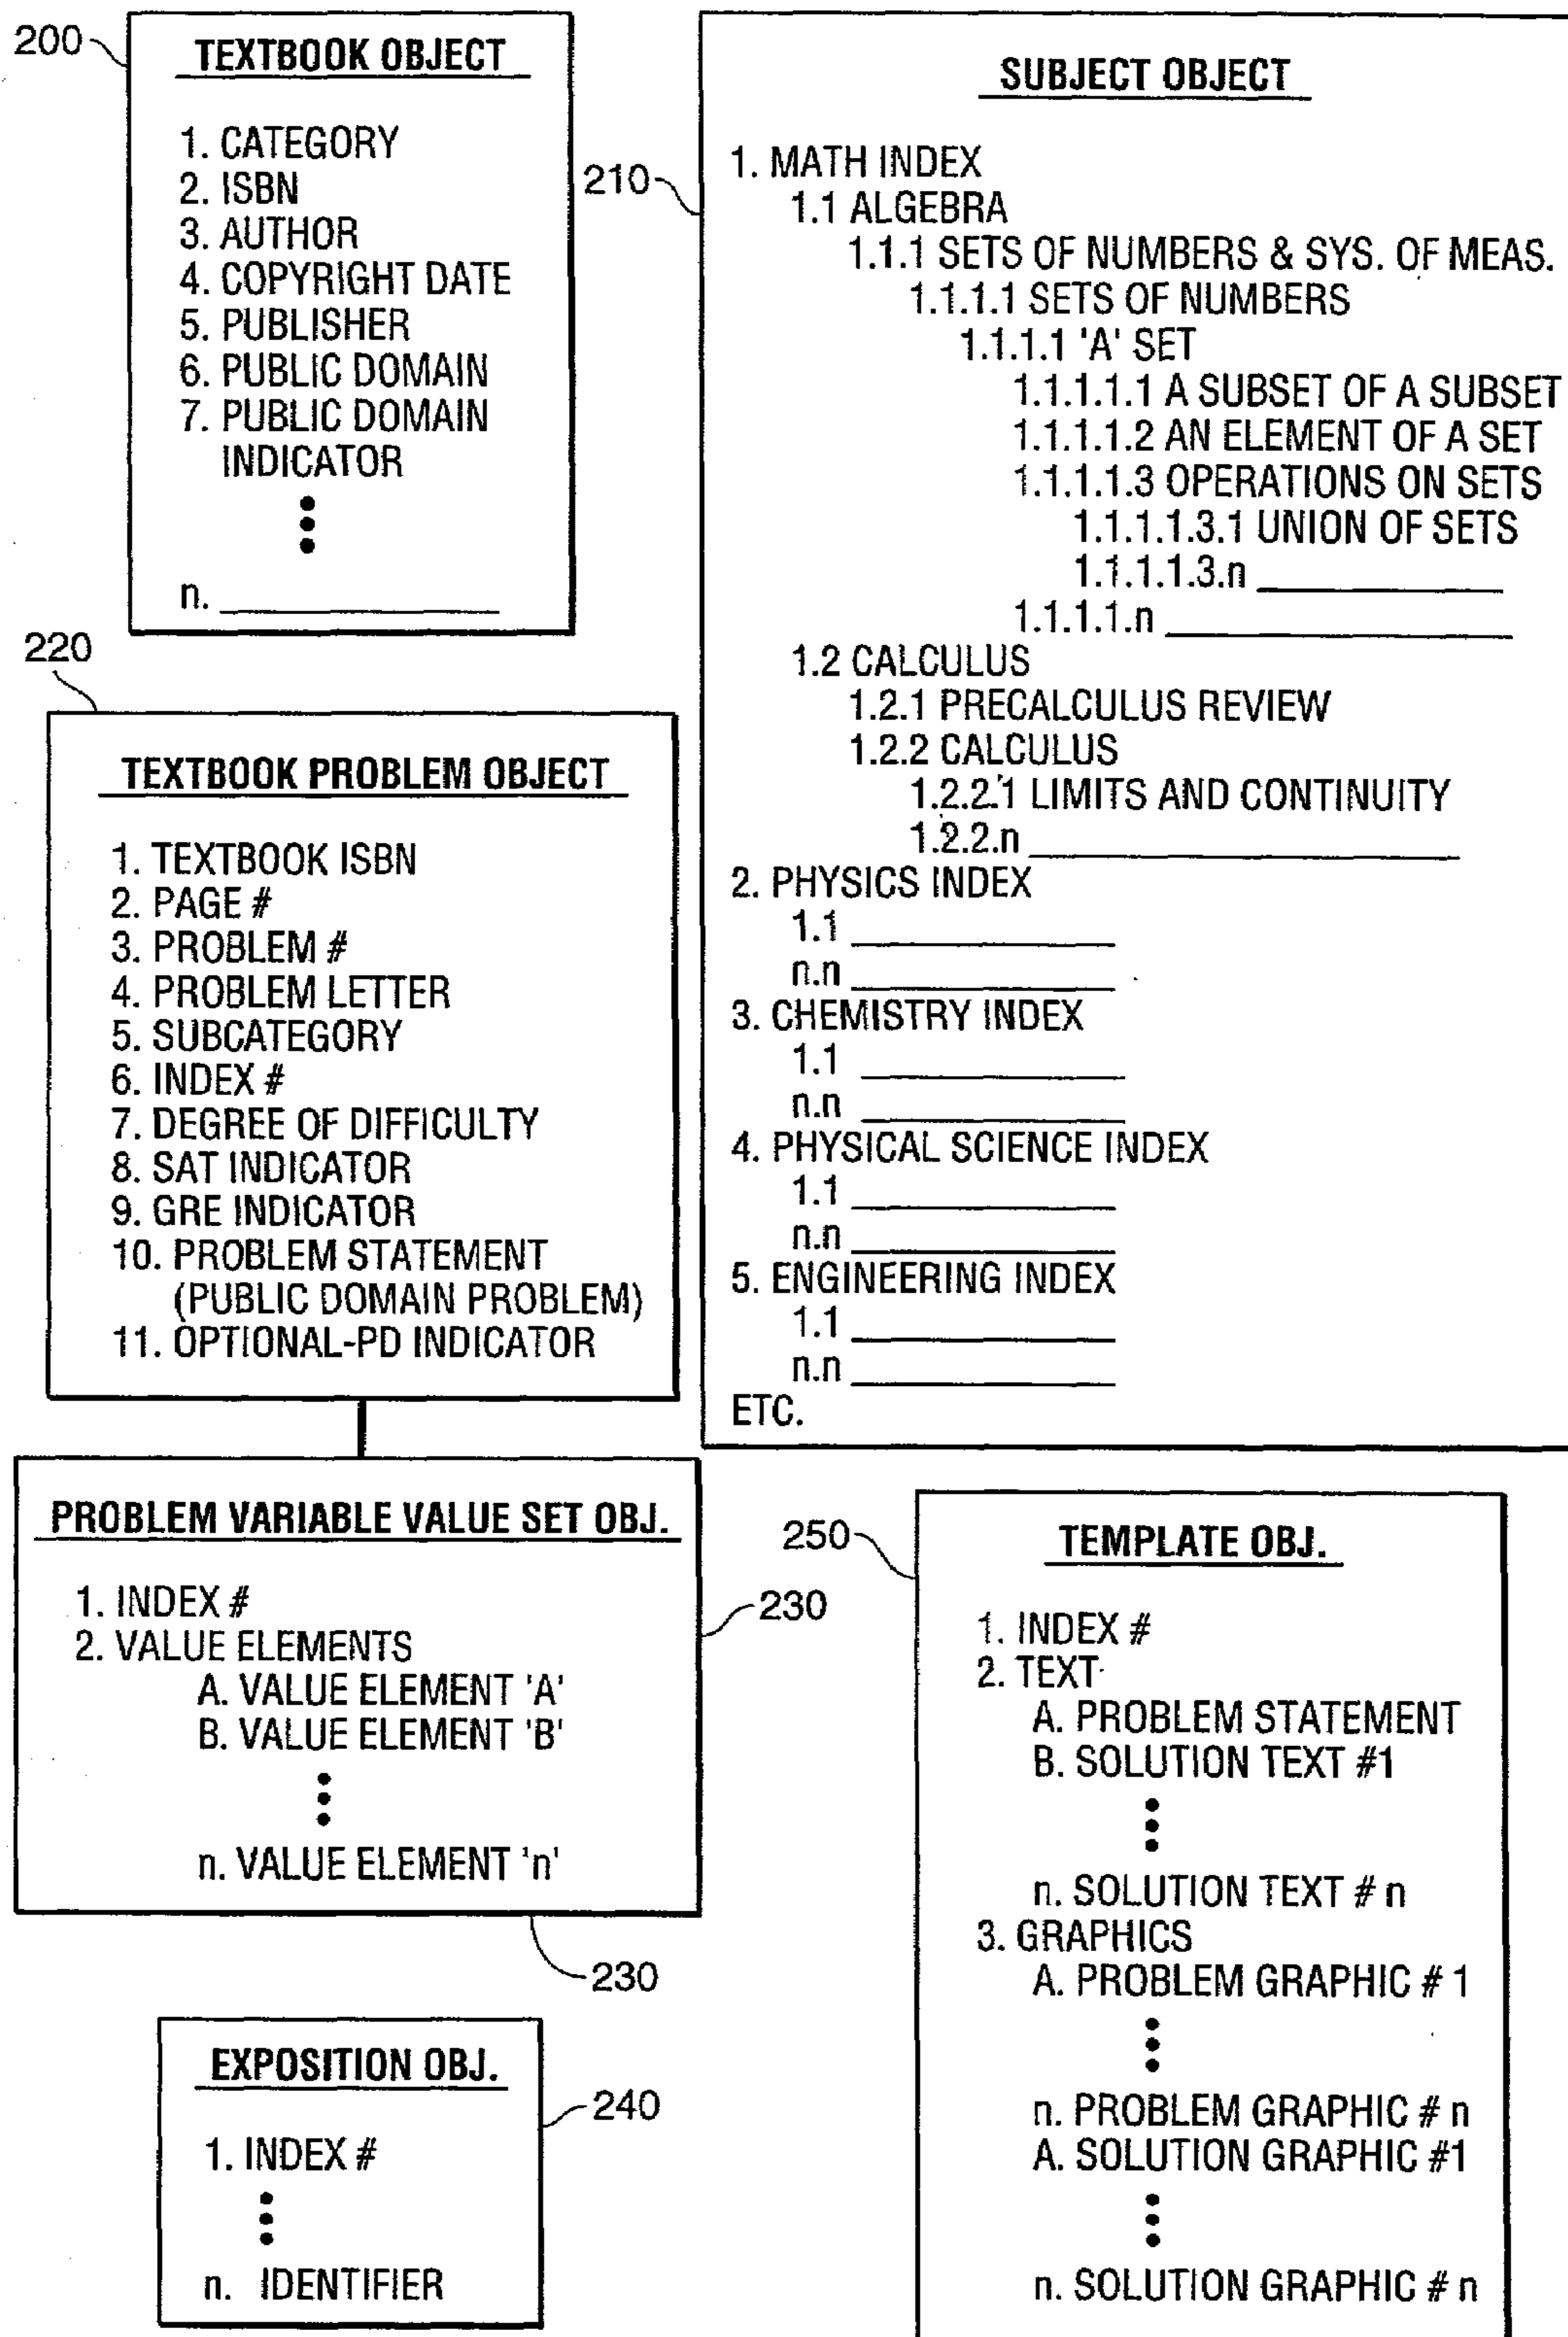 200
TEXTBOOK OBJECT
1. CATEGORY
2. ISBN
3. AUTHOR
4. COPYRIGHT DATE
5. PUBLISHER
6. PUBLIC DOMAIN
7. PUBLIC DOMAIN
INDICATOR
n.
210
SUBJECT OBJECT
1. MATH INDEX
1.1 ALGEBRA
1.1.1 SETS OF NUMBERS & SYS. OF MEAS.
1.1.1.1 SETS OF NUMBERS
1.1.1.1 'A' SET
1.1.1.1.1 A SUBSET OF A SUBSET
1.1.1.1.2 AN ELEMENT OF A SET
1.1.1.1.3 OPERATIONS ON SETS
1.1.1.1.3.1 UNION OF SETS
1.1.1.1.3.n
1.1.1.1.n
1.2 CALCULUS
1.2.1 PRECALCULUS REVIEW
1.2.2 CALCULUS
1.2.2.1 LIMITS AND CONTINUITY
1.2.2.n
2. PHYSICS INDEX
1.1
n.n
3. CHEMISTRY INDEX
1.1
n.n
4. PHYSICAL SCIENCE INDEX
1.1
n.n
5. ENGINEERING INDEX
1.1
n.n
ETC.
220
TEXTBOOK PROBLEM OBJECT
1. TEXTBOOK ISBN
2. PAGE #
3. PROBLEM #
4. PROBLEM LETTER
5. SUBCATEGORY
6. INDEX #
7. DEGREE OF DIFFICULTY
8. SAT INDICATOR
9. GRE INDICATOR
10. PROBLEM STATEMENT
(PUBLIC DOMAIN PROBLEM)
11. OPTIONAL-PD INDICATOR
PROBLEM VARIABLE VALUE SET OBJ.
1. INDEX #
2. VALUE ELEMENTS
A. VALUE ELEMENT 'A'
B. VALUE ELEMENT 'B'
n. VALUE ELEMENT 'n'
230
230
EXPOSITION OBJ.
240
1. INDEX #
n. IDENTIFIER
250
TEMPLATE OBJ.
1. INDEX #
2. TEXT
A. PROBLEM STATEMENT
B. SOLUTION TEXT #1
n. SOLUTION TEXT # n
3. GRAPHICS
A. PROBLEM GRAPHIC # 1
n. PROBLEM GRAPHIC # n
A. SOLUTION GRAPHIC #1
n. SOLUTION GRAPHIC # n